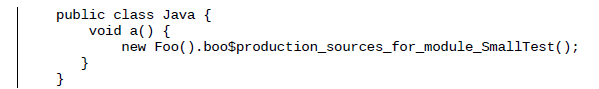 public class Java {
    void a() {
        new Foo().boo$production_sources_for_module_SmallTest();
    }
}